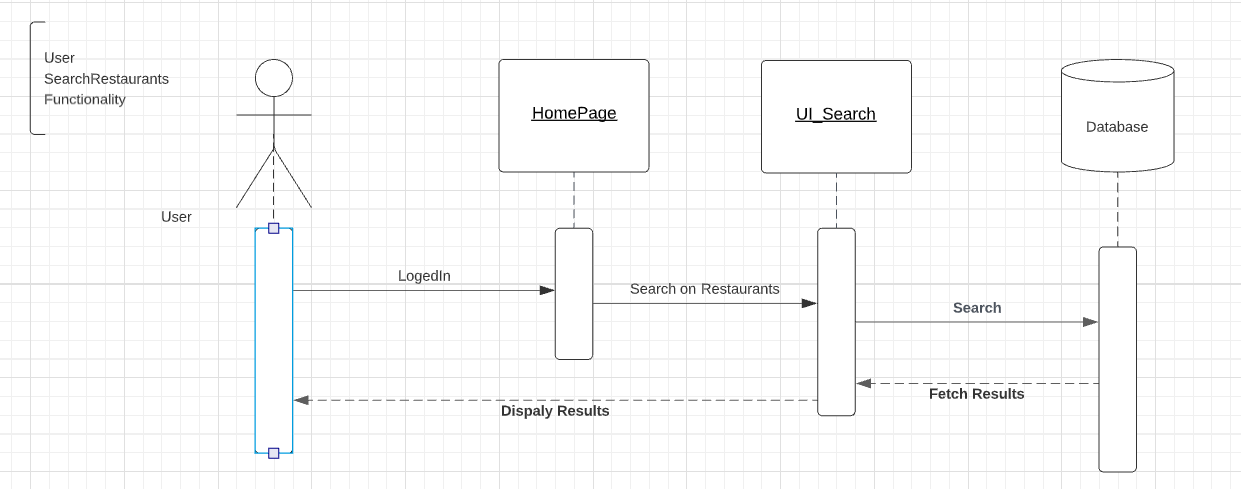 User
SearchRestaurants
Functionality
HomePage
UI_Search
Database
User
LogedIn
Search on Restaurants
Search
Fetch Results
Dispaly Results